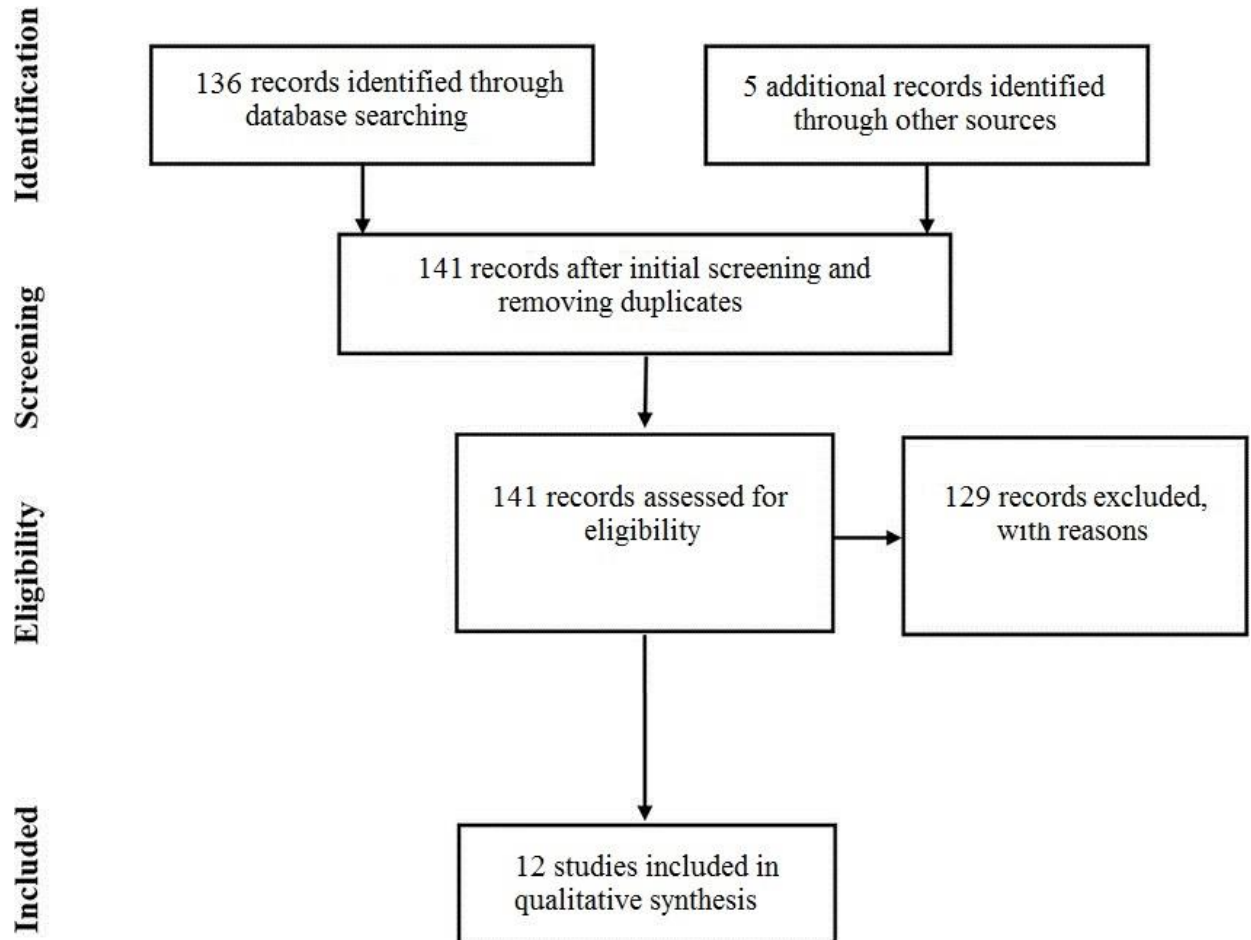 Identification
136 records identified through
database searching
5 additional records identified
through other sources
Screening
141 records after initial screening and
removing duplicates
Eligibility
141 records assessed for
eligibility
129 records excluded,
with reasons
Included
12 studies included in
qualitative synthesis